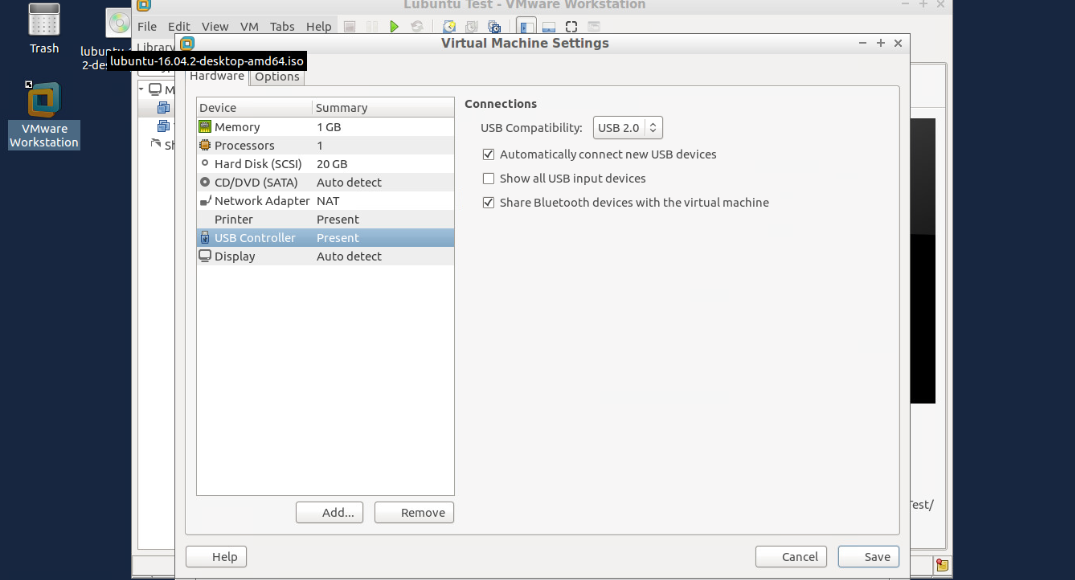 Lubuntu Test - VMware Workstation
File Edit View VM Tabs Help
Trash
Library
Virtual Machine Settings
lubuntu-16.04.2-desktop-amd64.iso
Hardware Options
VMware
Workstation
Device Summary
Memory 1 GB
Processors 1
Hard Disk (SCSI) 20 GB
CD/DVD (SATA) Auto detect
Network Adapter NAT
Printer Present
USB Controller Present
Display Auto detect
Connections
USB Compatibility: USB 2.0
Automatically connect new USB devices
Show all USB input devices
Share Bluetooth devices with the virtual machine
Test/
Add... Remove
Help Cancel Save